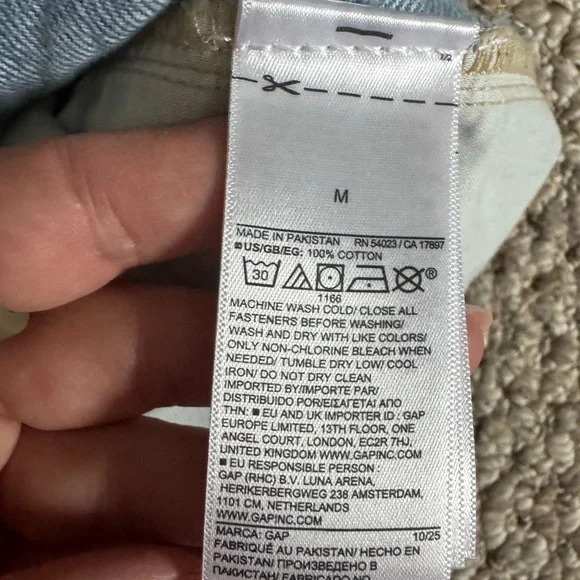 M
MADE IN PAKISTAN RN 54023 / CA 17897
■ US/GB/EG: 100% COTTON
30 ®
1166
MACHINE WASH COLD/ CLOSE ALL
FASTENERS BEFORE WASHING/
WASH AND DRY WITH LIKE COLORS/
ONLY NON-CHLORINE BLEACH WHEN
NEEDED/ TUMBLE DRY LOW/ COOL
IRON/ DO NOT DRY CLEAN
IMPORTED BY/IMPORTE PAR/
DISTRIBUIDO POR/ΕΙΣΑΓΕΤΑΙ ΑΠΟ
ΤΗΝ: ■ EU AND UK IMPORTER ID : GAP
EUROPE LIMITED, 13TH FLOOR, ONE
ANGEL COURT, LONDON, EC2R 7HJ,
UNITED KINGDOM WWW.GAPINC.COM
■ EU RESPONSIBLE PERSON :
GAP (RHC) B.V. LUNA ARENA,
HERIKERBERGWEG 238 AMSTERDAM,
1101 CM, NETHERLANDS
WWW.GAPINC.COM
MARCA: GAP 10/25
FABRIQUÉ AU PAKISTAN/ HECHO EN
PAKISTAN/ ПРОИЗВЕДЕНО В
ПАКИСТАН/